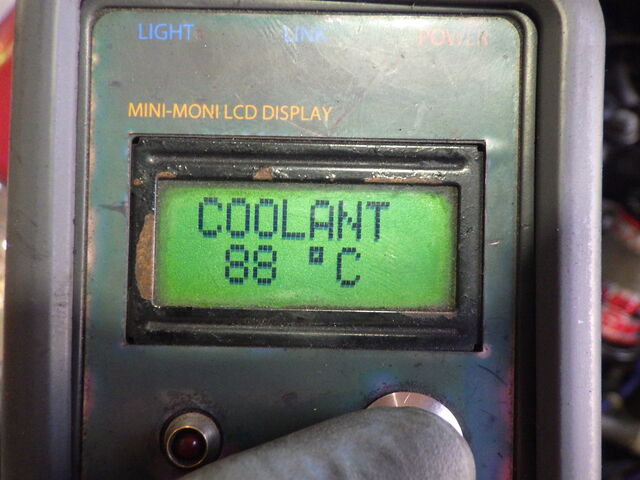 LIGHT LINK POWER
MINI-MONI LCD DISPLAY
COOLANT
88 °C